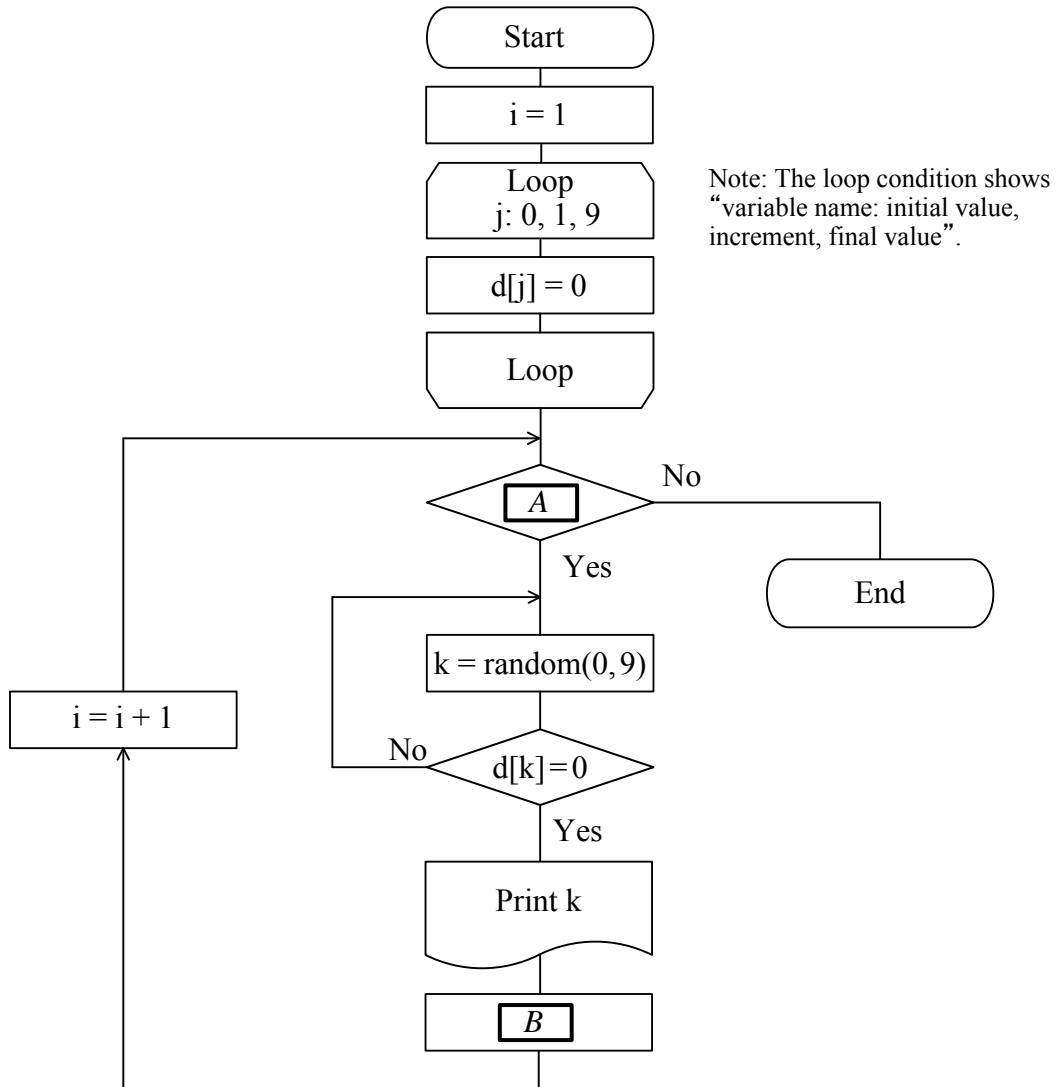 Start
i = 1
Loop
j: 0, 1, 9
Note: The loop condition shows
“variable name: initial value,
increment, final value”.
d[j] = 0
Loop
A
No
Yes
End
k = random(0, 9)
i = i + 1
No
d[k] = 0
Yes
Print k
B